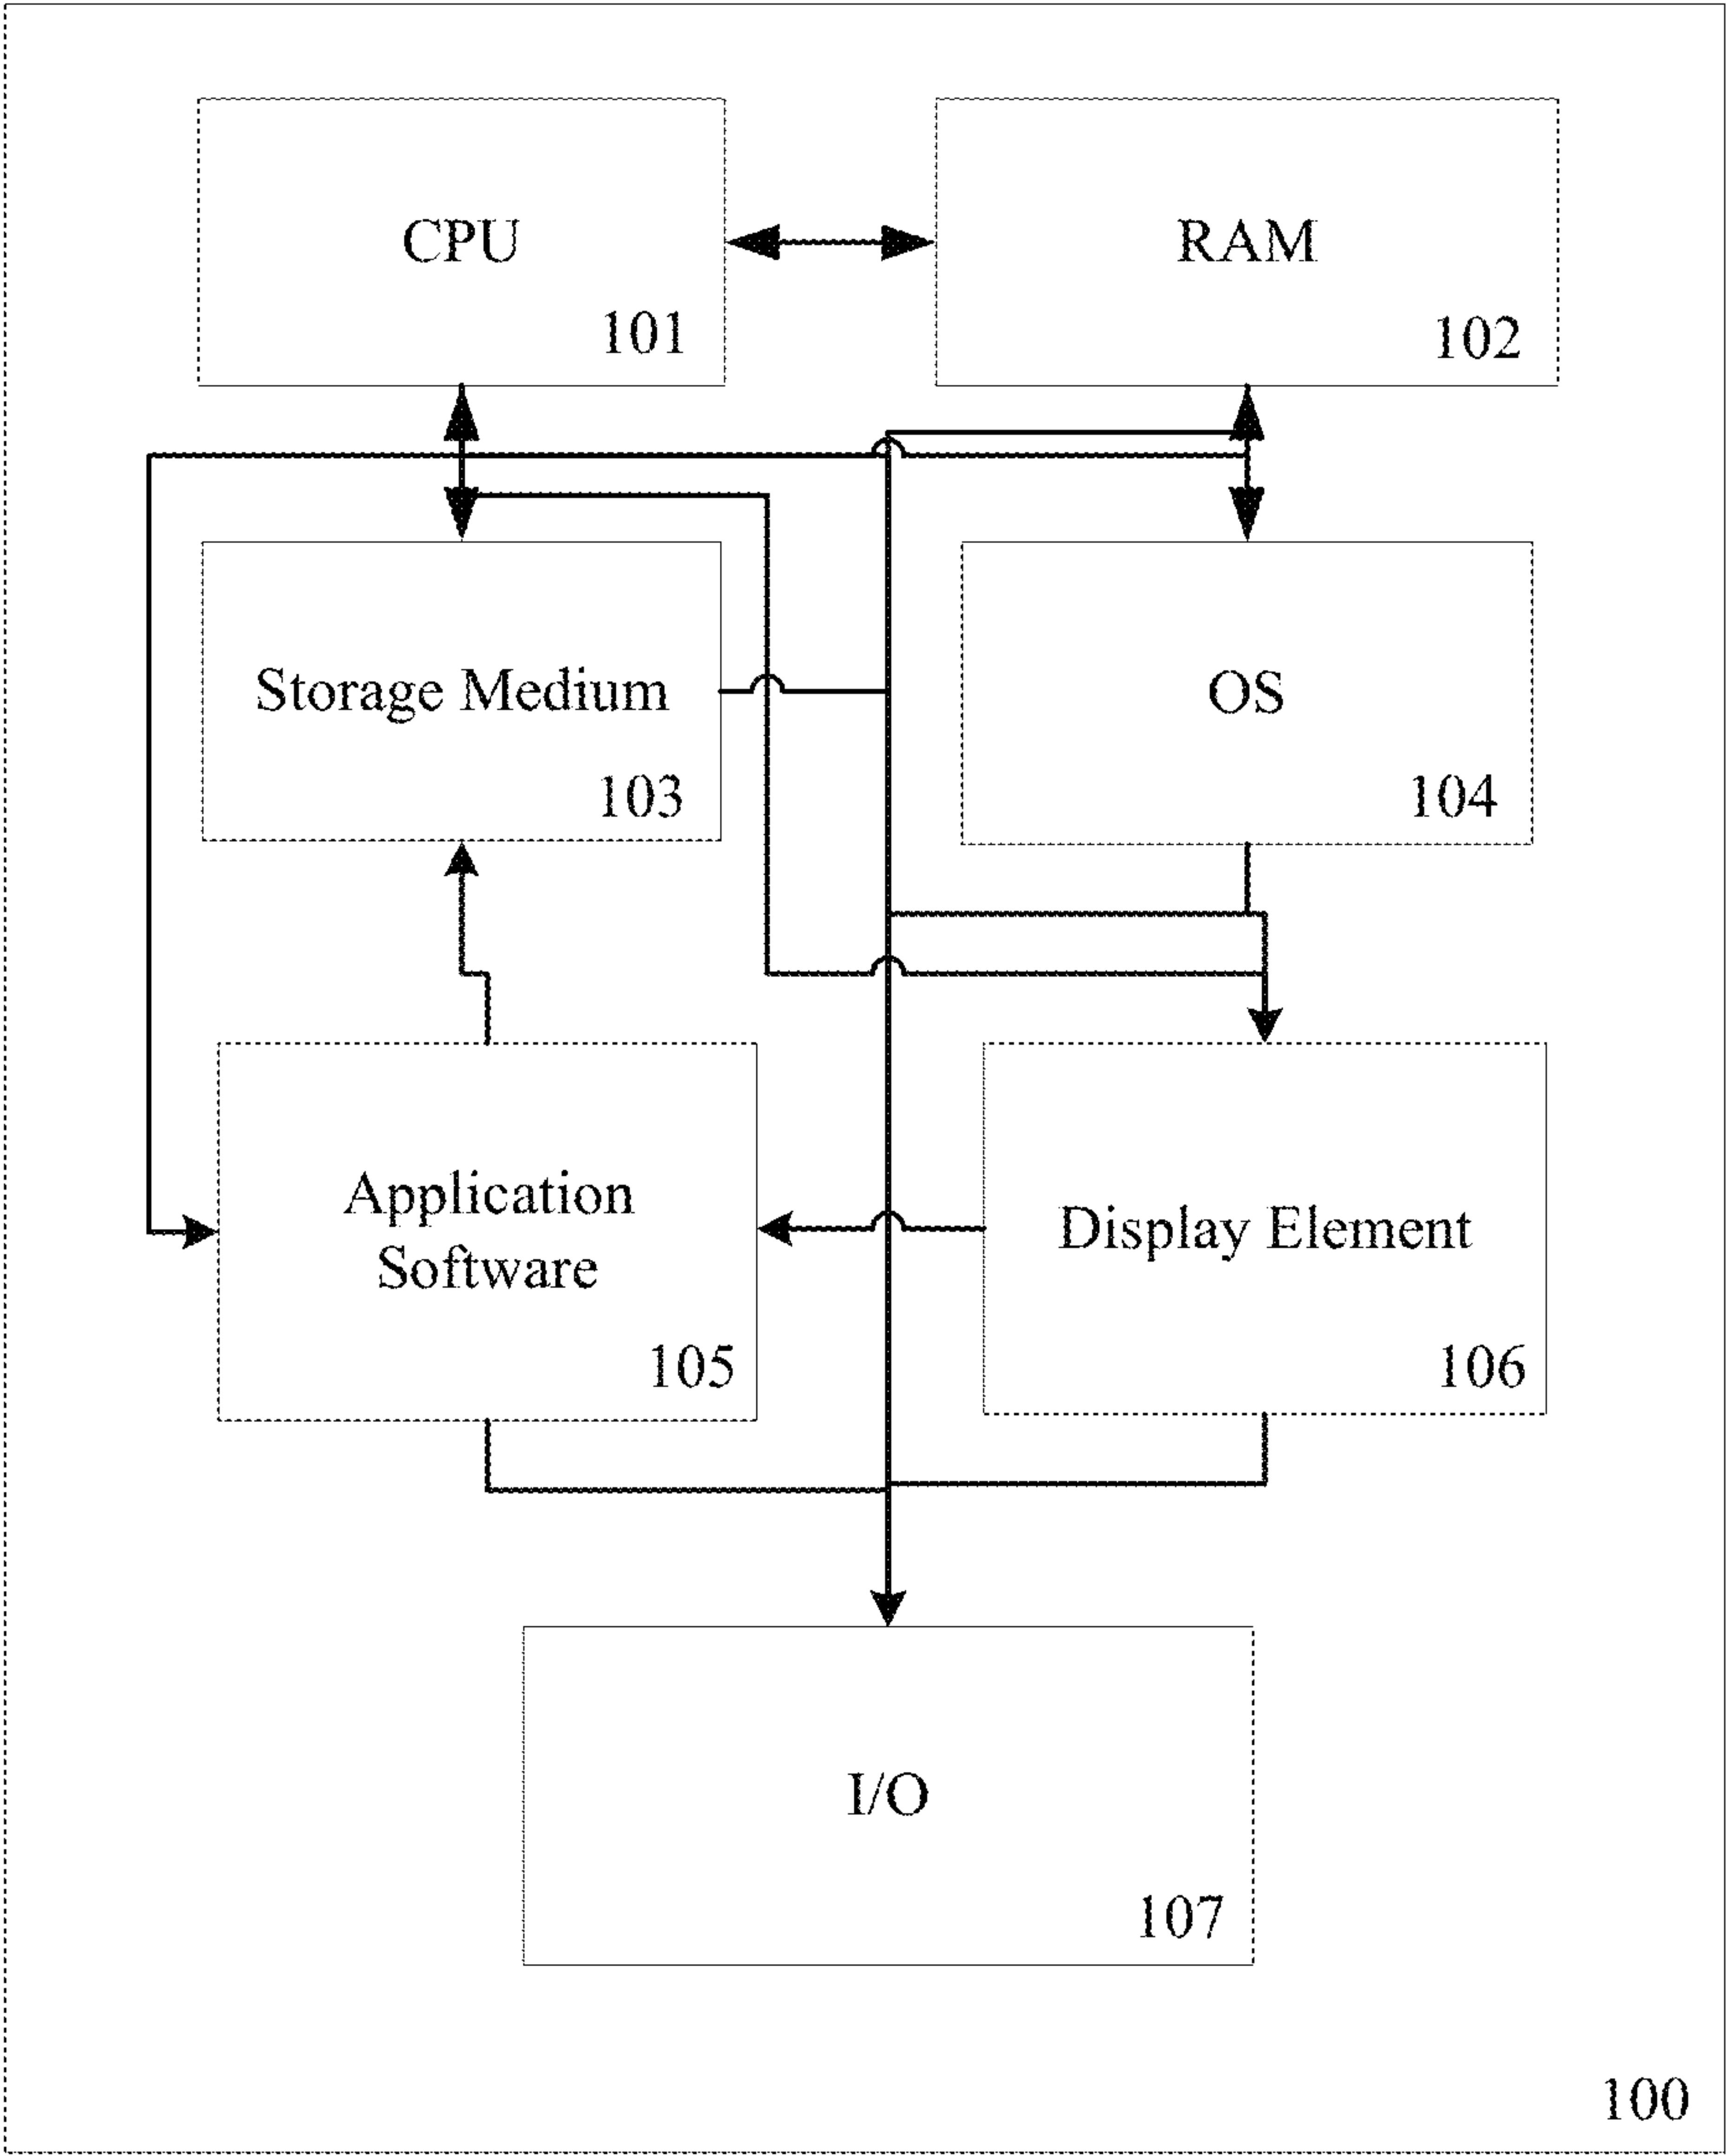 CPU
101
RAM
102
Storage Medium
103
OS
104
Application
Software
105
Display Element
106
I/O
107
100